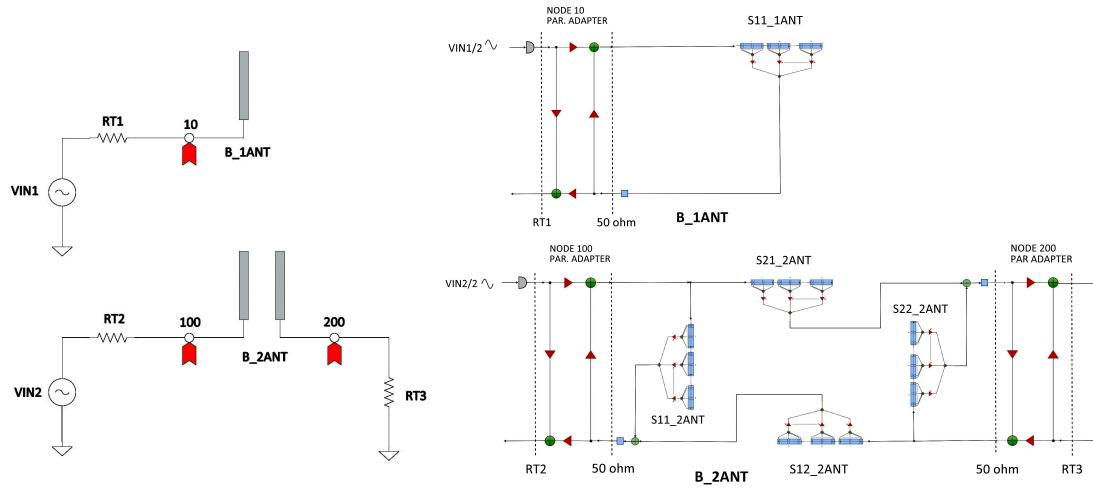 RT1
10
B_1ANT
VIN1
RT2
100
200
B_2ANT
VIN2
RT3
NODE 10
PAR. ADAPTER
S11_1ANT
VIN1/2
RT1
50 ohm
B_1ANT
NODE 100
PAR. ADAPTER
S21_2ANT
NODE 200
PAR ADAPTER
VIN2/2
S22_2ANT
S11_2ANT
S12_2ANT
RT2
50 ohm
50 ohm
RT3
B_2ANT